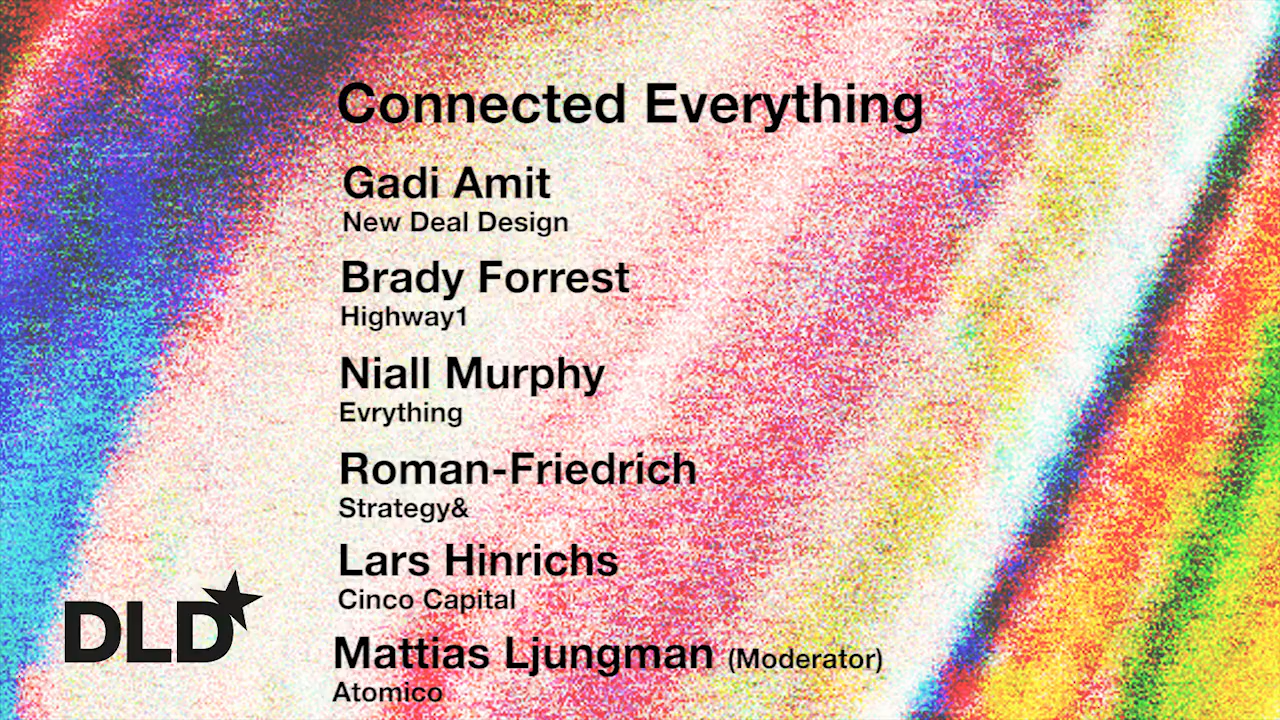 Connected Everything
Gadi Amit
New Deal Design
Brady Forrest
Highway1
Niall Murphy
Evrything
Roman-Friedrich
Strategy&
Lars Hinrichs
Cinco Capital
Mattias Ljungman (Moderator)
Atomico
DLD